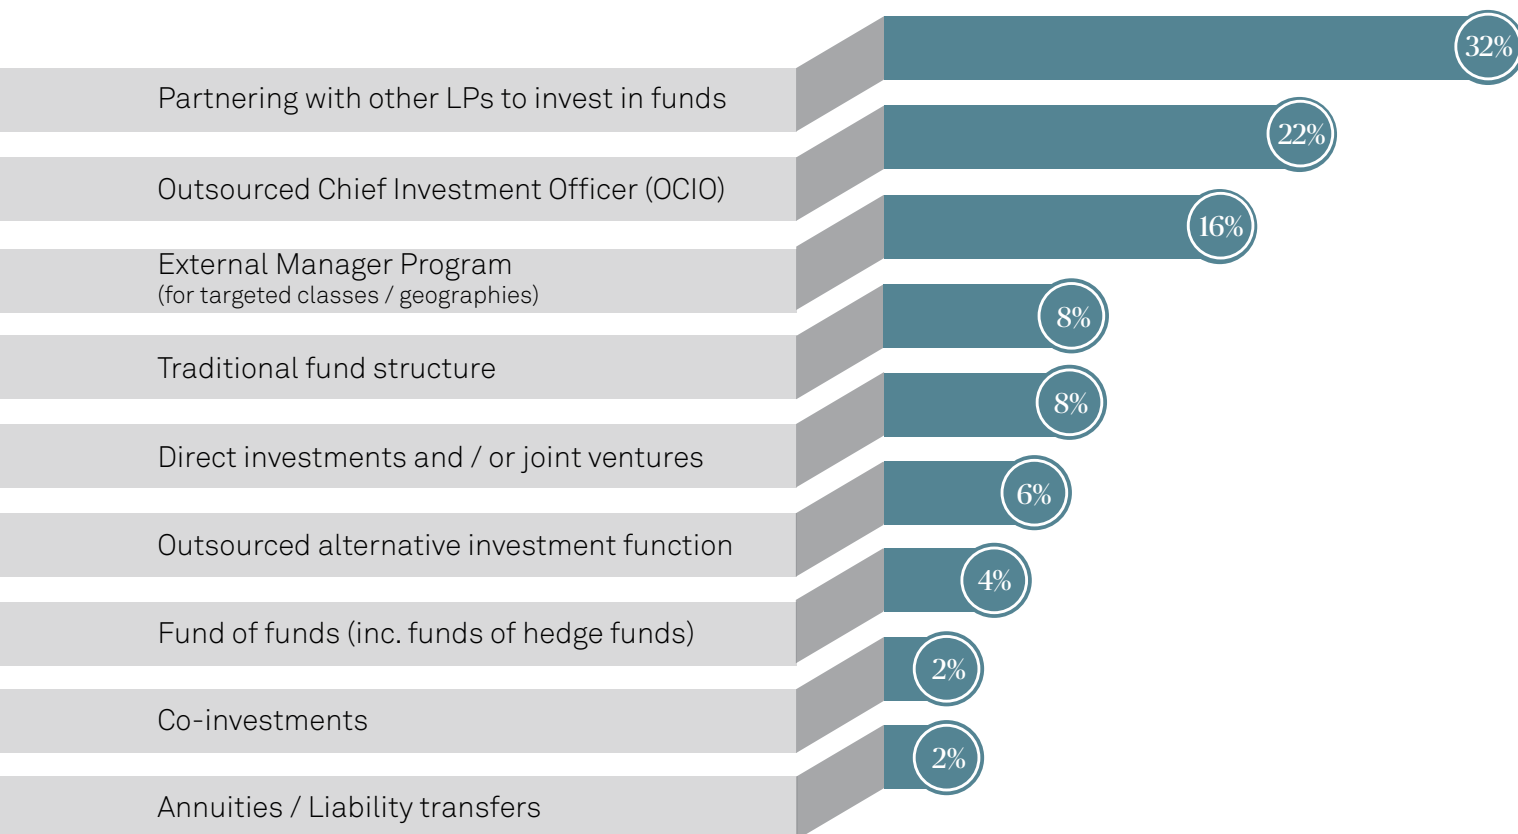 32%
Partnering with other LPs to invest in funds
22%
Outsourced Chief Investment Officer (OCIO)
16%
External Manager Program
(for targeted classes / geographies)
8%
Traditional fund structure
8%
Direct investments and / or joint ventures
6%
Outsourced alternative investment function
4%
Fund of funds (inc. funds of hedge funds)
2%
Co-investments
2%
Annuities / Liability transfers